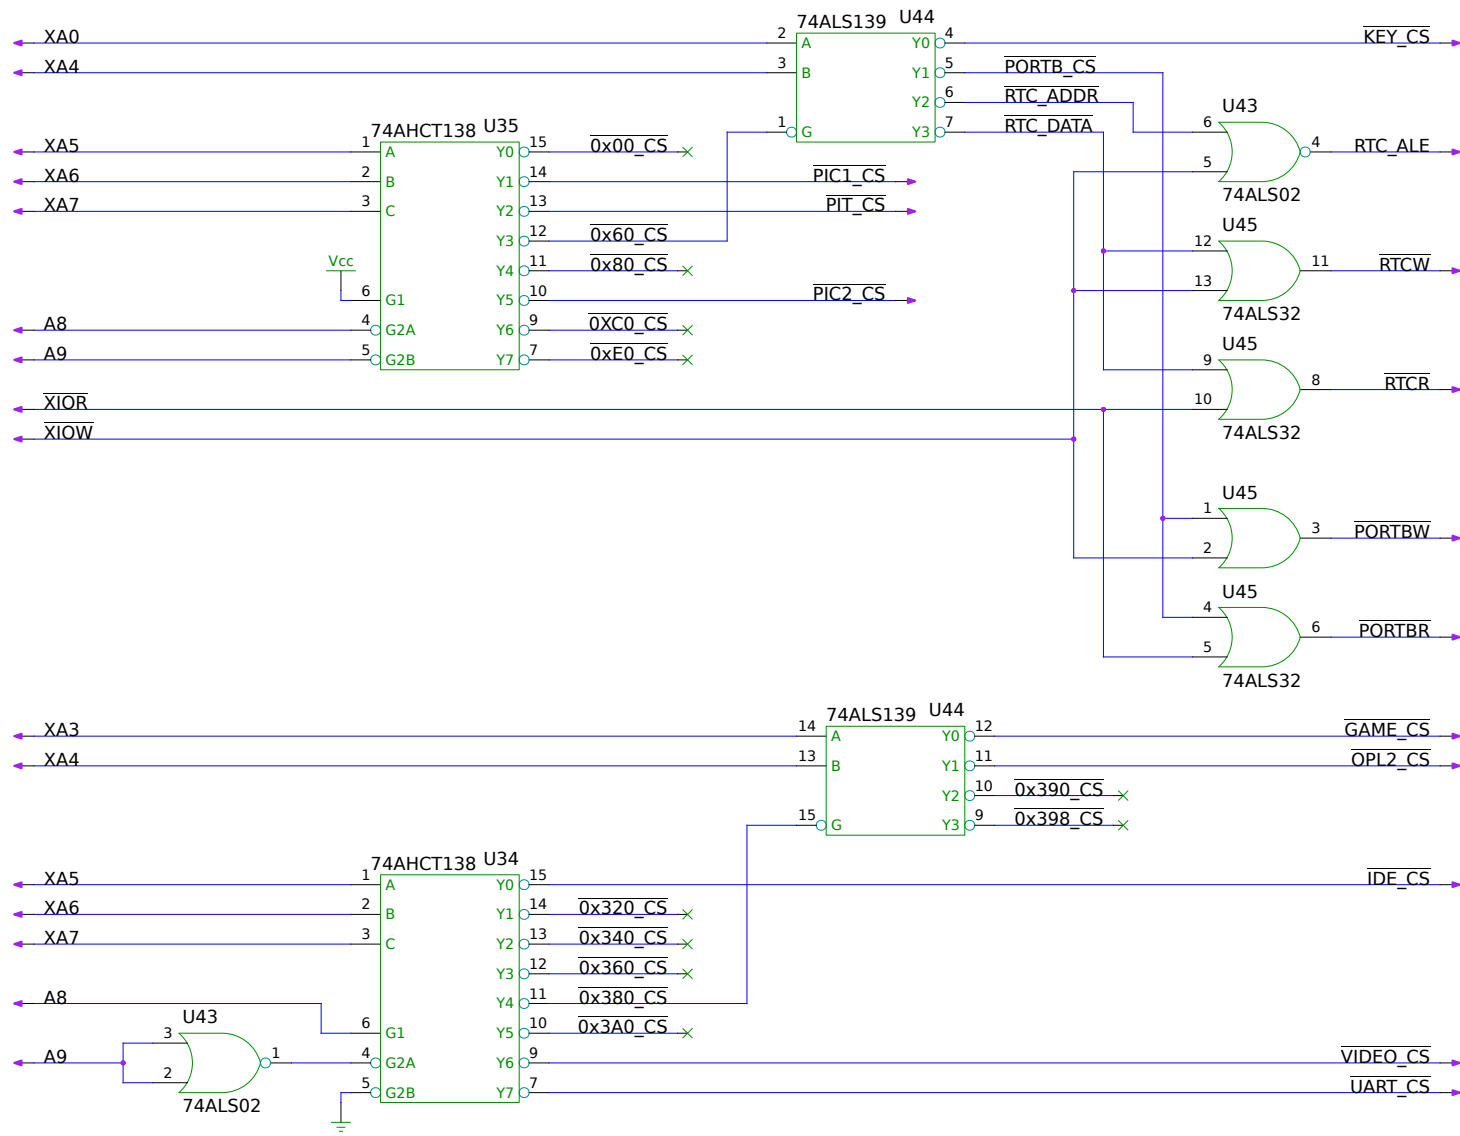 74ALS139 U44
XA0 2 A Y0 4 KEY_CS
XA4 3 B Y1 5 PORTB_CS
Y2 6 RTC_ADDR
1 G Y3 7 RTC_DATA
U43
6
5
4 RTC_ALE
74ALS02
74AHCT138 U35
XA5 1 A Y0 15 0x00_CS
XA6 2 B Y1 14 PIC1_CS
XA7 3 C Y2 13 PIT_CS
Y3 12 0x60_CS
Y4 11 0x80_CS
Vcc
6 G1 Y5 10 PIC2_CS
A8 4 G2A Y6 9 0XC0_CS
A9 5 G2B Y7 7 0xE0_CS
U45
12
13
11 RTCW
74ALS32
U45
9
10
8 RTCR
74ALS32
XIOR
XIOW
U45
1
2
3 PORTBW
U45
4
5
6 PORTBR
74ALS32
74ALS139 U44
XA3 14 A Y0 12 GAME_CS
XA4 13 B Y1 11 OPL2_CS
Y2 10 0x390_CS
15 G Y3 9 0x398_CS
74AHCT138 U34
XA5 1 A Y0 15 IDE_CS
XA6 2 B Y1 14 0x320_CS
XA7 3 C Y2 13 0x340_CS
Y3 12 0x360_CS
A8 Y4 11 0x380_CS
6 G1 Y5 10 0x3A0_CS
U43
A9 3
2
1 4 G2A Y6 9 VIDEO_CS
5 G2B Y7 7 UART_CS
74ALS02